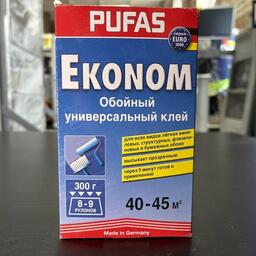 PUFAS
серия
EURO
3000
EKONOM
Обойный
универсальный клей
для всех видов лёгких вини-
ловых, структурных, флизели-
новых и бумажных обоев
высыхает прозрачным
через 5 минут готов к
применению
300 г
8-9
РУЛОНОВ
40-45 м²
Made in Germany